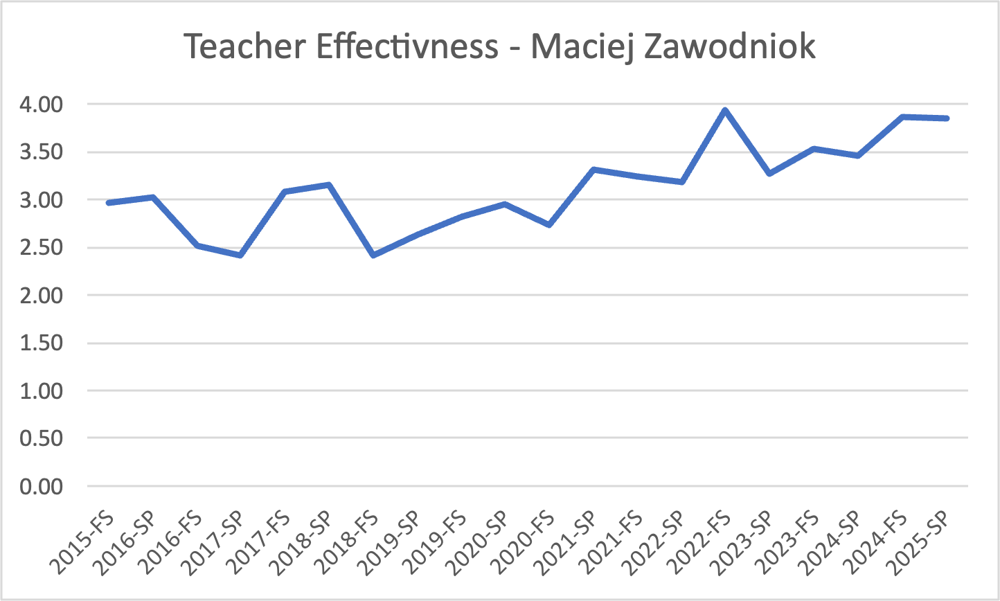 Teacher Effectivness - Maciej Zawodniok
4.00
3.50
3.00
2.50
2.00
1.50
1.00
0.50
0.00
2015-FS
2016-SP
2016-FS
2017-SP
2017-FS
2018-SP
2018-FS
2019-SP
2019-FS
2020-SP
2020-FS
2021-SP
2021-FS
2022-SP
2022-FS
2023-SP
2023-FS
2024-SP
2024-FS
2025-SP